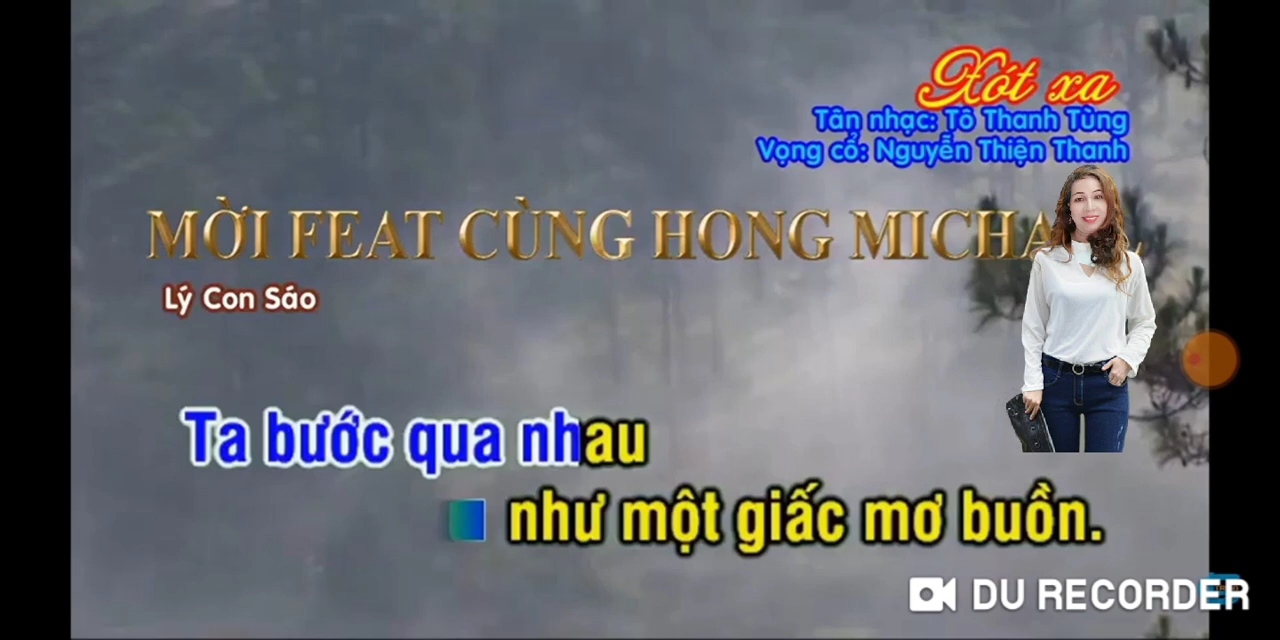 Xót xa
Tân nhạc: Tô Thanh Tùng
Vọng cổ: Nguyễn Thiện Thanh
MỜI FEAT CÙNG HONG
Lý Con Sáo
Ta bước qua nhau
như một giấc mơ buồn.
DU RECORDER